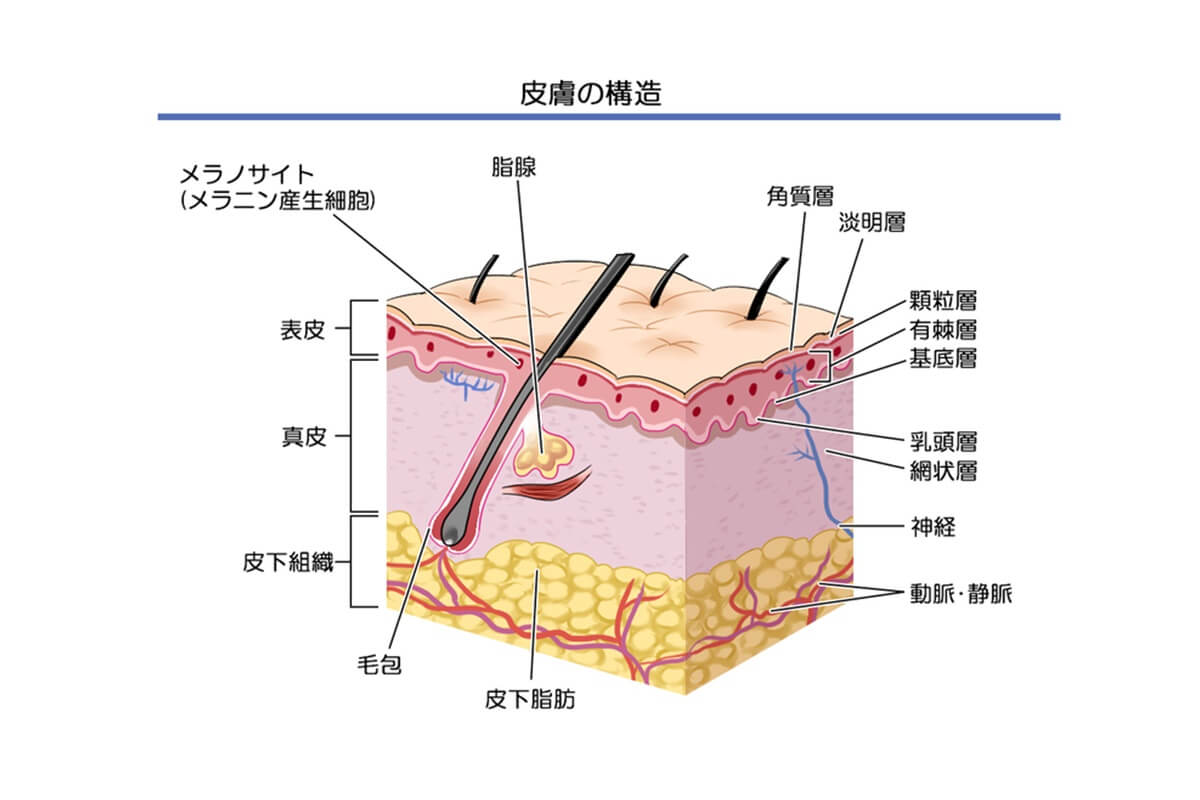 皮膚の構造
メラノサイト
(メラニン産生細胞)
脂腺
角質層
淡明層
顆粒層
有棘層
基底層
表皮
真皮
乳頭層
網状層
神経
皮下組織
動脈・静脈
毛包
皮下脂肪